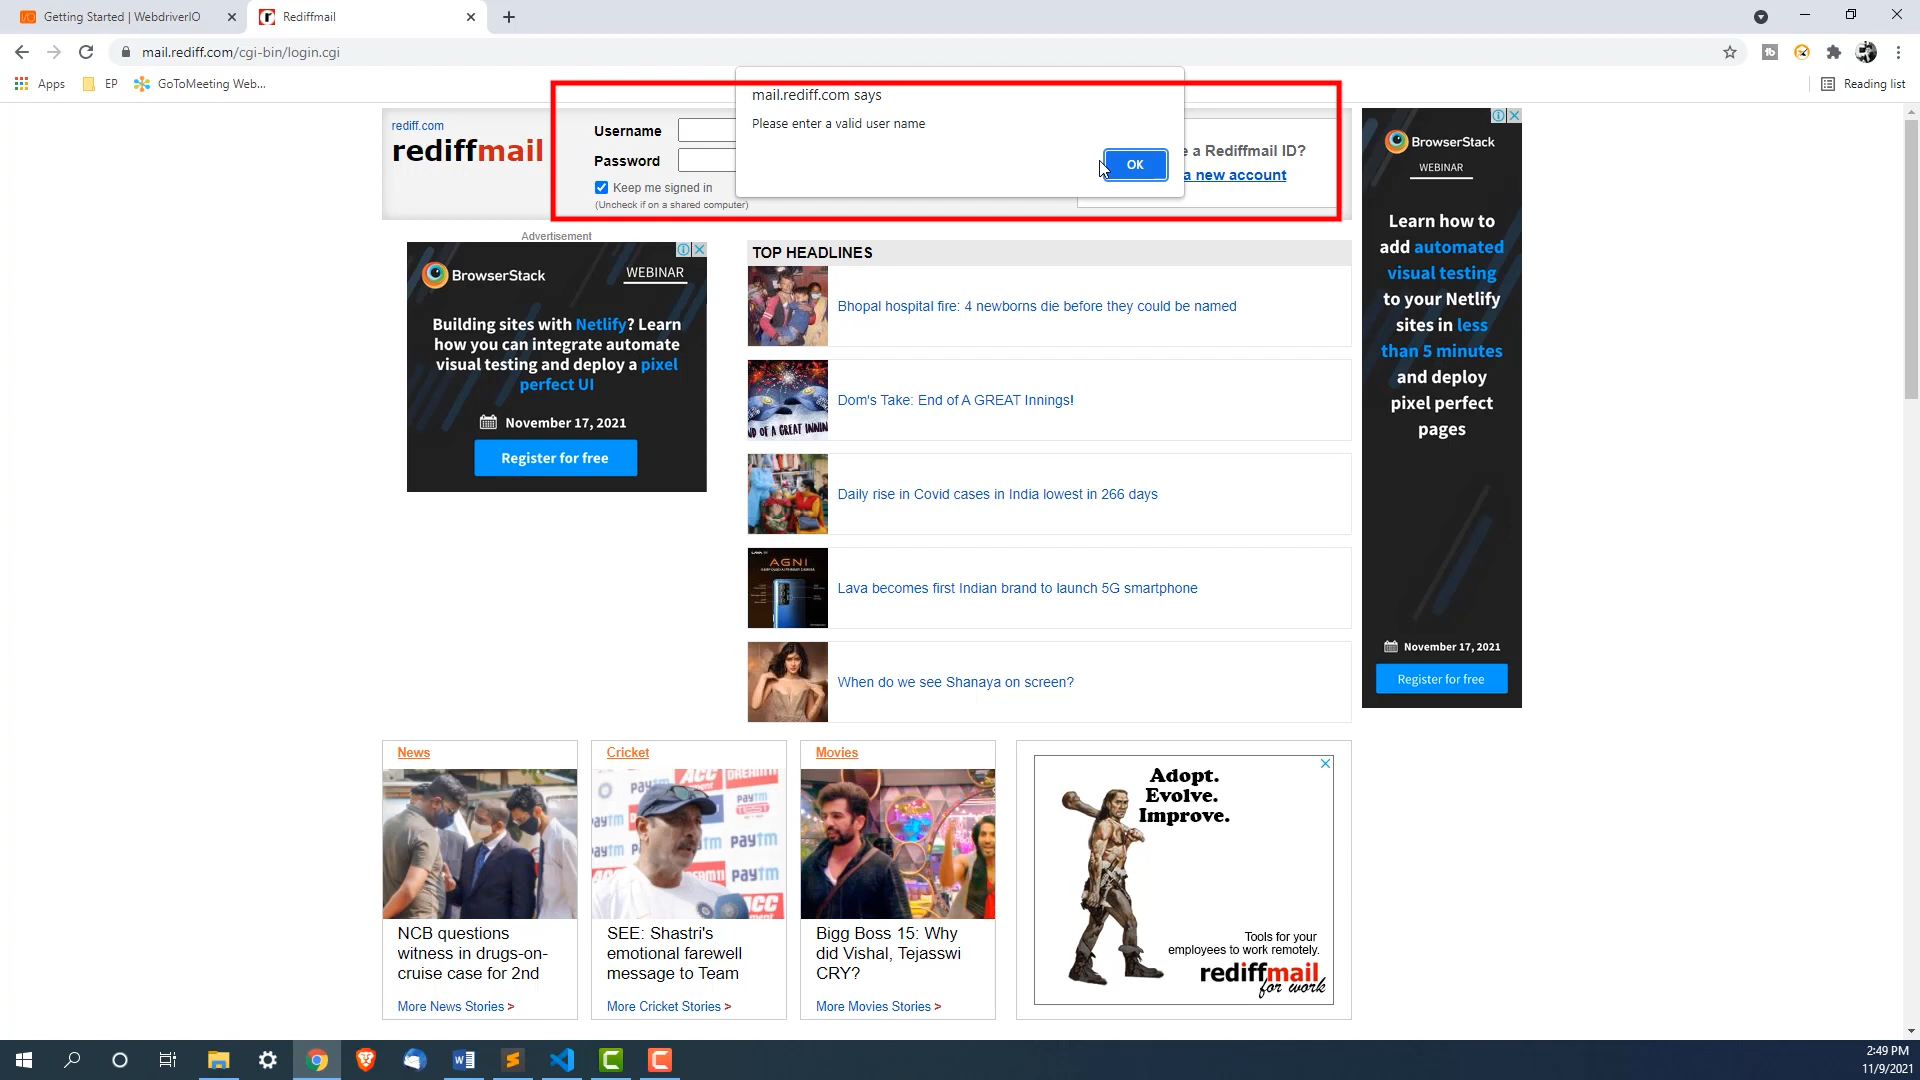 Getting Started | WebdriverIO
Rediffmail
mail.rediff.com/cgi-bin/login.cgi
Apps
EP
GoToMeeting Web...
Reading list
mail.rediff.com says
Please enter a valid user name
OK
rediff.com
rediffmail
Username
Password
Keep me signed in
(Uncheck if on a shared computer)
e a Rediffmail ID?
a new account
Advertisement
BrowserStack
WEBINAR
Building sites with Netlify? Learn
how you can integrate automate
visual testing and deploy a pixel
perfect UI
November 17, 2021
Register for free
TOP HEADLINES
Bhopal hospital fire: 4 newborns die before they could be named
Dom's Take: End of A GREAT Innings!
Daily rise in Covid cases in India lowest in 266 days
AGNI
Lava becomes first Indian brand to launch 5G smartphone
When do we see Shanaya on screen?
BrowserStack
WEBINAR
Learn how to
add automated
visual testing
to your Netlify
sites in less
than 5 minutes
and deploy
pixel perfect
pages
November 17, 2021
Register for free
News
NCB questions
witness in drugs-on-
cruise case for 2nd
More News Stories >
Cricket
ACC
DREAM11
paytm
paytm
SEE: Shastri's
emotional farewell
message to Team
More Cricket Stories >
Movies
Bigg Boss 15: Why
did Vishal, Tejasswi
CRY?
More Movies Stories >
Adopt.
Evolve.
Improve.
Tools for your
employees to work remotely.
rediffmail
for work
2:49 PM
11/9/2021